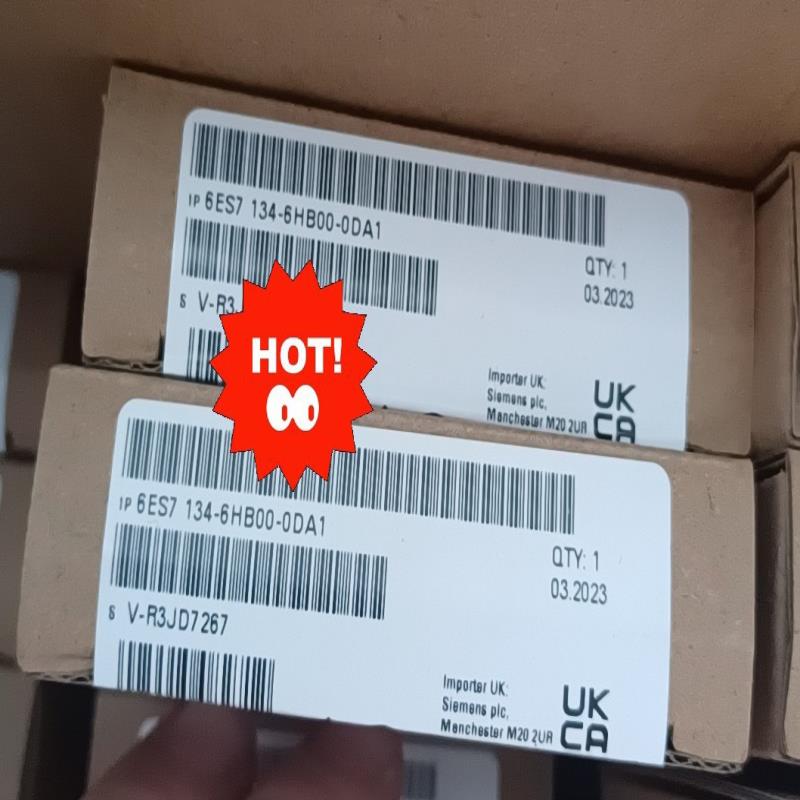 1P 6ES7 134-6HB00-0DA1
QTY: 1
03.2023
S V-R3
HOT!
Importer UK:
Siemens plc,
Manchester M20 2UR
UK
CA
1P 6ES7 134-6HB00-0DA1
QTY: 1
03.2023
S V-R3JD7267
Importer UK:
Siemens plc,
Manchester M20 2UR
UK
CA